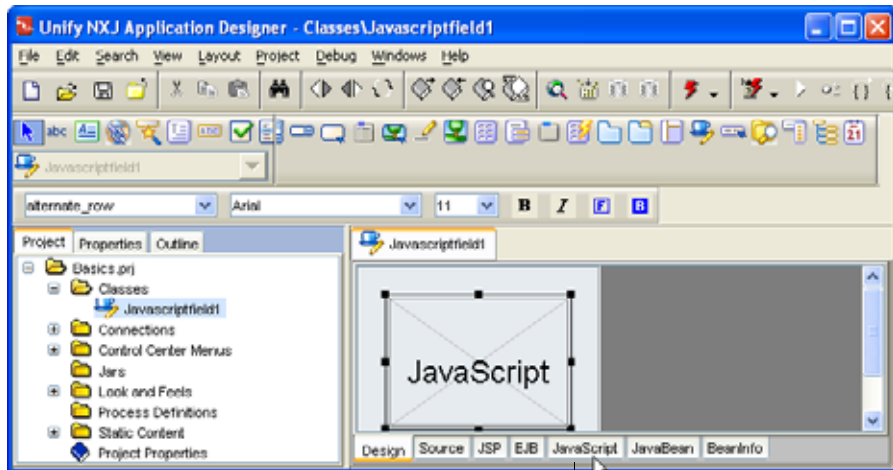 Unify NXJ Application Designer - Classes\Javascriptfield1
File Edit Search View Layout Project Debug Windows Help
abc
21
Javascriptfield1
alternate_row Arial 11 B I F B
Project Properties Outline
Javascriptfield1
Basics.prj
Classes
Javascriptfield1
Connections
Control Center Menus
Jars
Look and Feels
Process Definitions
Static Content
Project Properties
JavaScript
Design Source JSP EJB JavaScript JavaBean BeanInfo